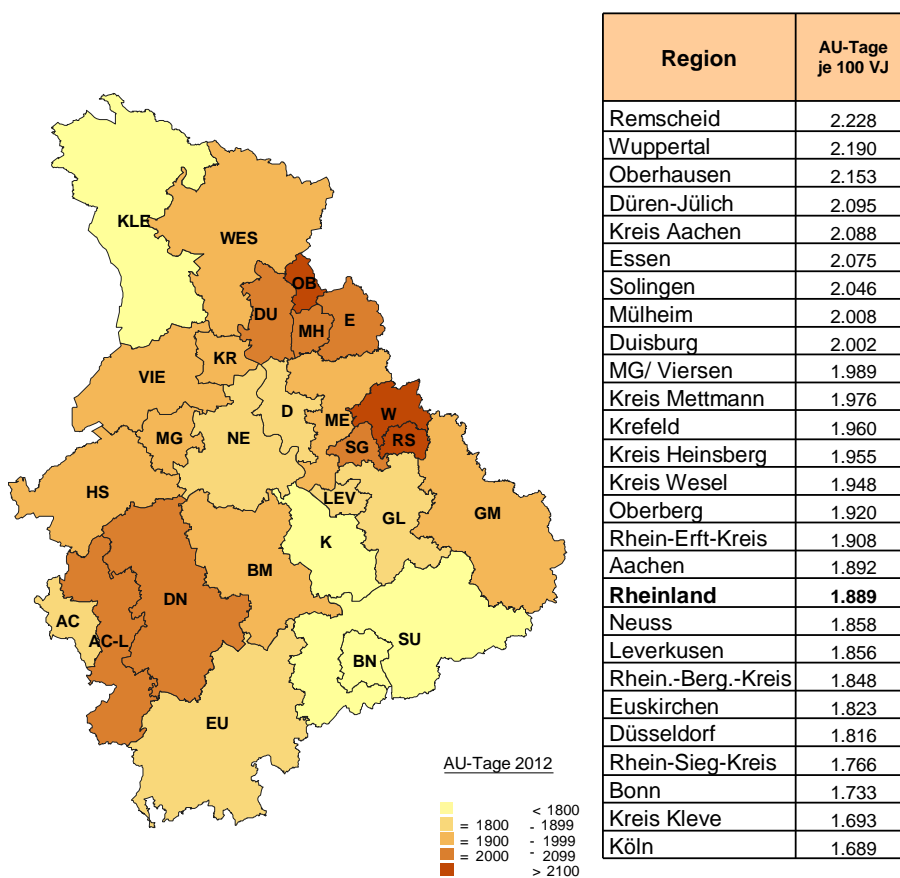 Region AU-Tage je 100 VJ
Remscheid 2.228
Wuppertal 2.190
Oberhausen 2.153
Düren-Jülich 2.095
Kreis Aachen 2.088
Essen 2.075
Solingen 2.046
Mülheim 2.008
Duisburg 2.002
MG/ Viersen 1.989
Kreis Mettmann 1.976
Krefeld 1.960
Kreis Heinsberg 1.955
Kreis Wesel 1.948
Oberberg 1.920
Rhein-Erft-Kreis 1.908
Aachen 1.892
Rheinland 1.889
Neuss 1.858
Leverkusen 1.856
Rhein.-Berg.-Kreis 1.848
Euskirchen 1.823
Düsseldorf 1.816
Rhein-Sieg-Kreis 1.766
Bonn 1.733
Kreis Kleve 1.693
Köln 1.689
KLE
WES
OB
DU
MH
E
KR
VIE
D
ME
W
MG
NE
SG
RS
HS
LEV
GL
GM
K
BM
DN
AC
AC-L
SU
BN
EU
AU-Tage 2012
< 1800
= 1800 - 1899
= 1900 - 1999
= 2000 - 2099
> 2100